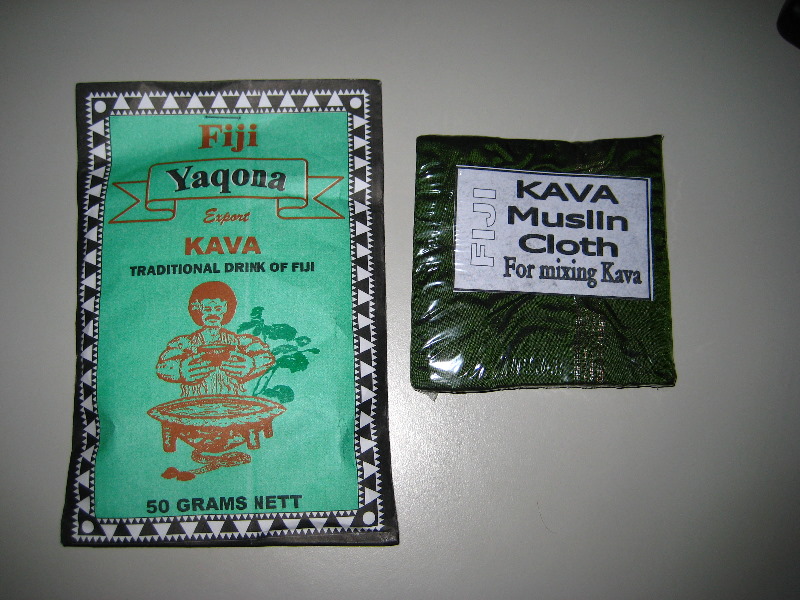 Fiji
Yaqona
Export
KAVA
TRADITIONAL DRINK OF FIJI
50 GRAMS NETT
FIJI
KAVA
Muslin
Cloth
For mixing Kava